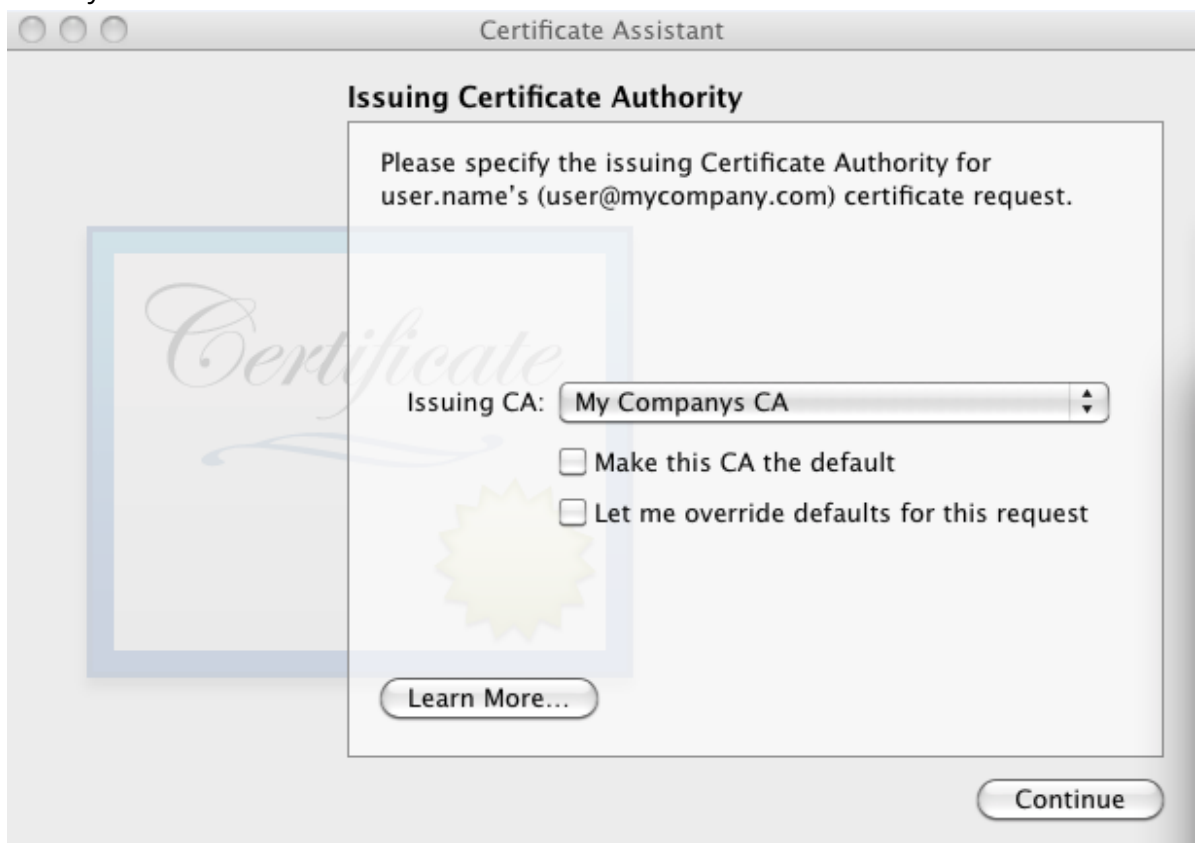 Certificate Assistant
Issuing Certificate Authority
Please specify the issuing Certificate Authority for
user.name's (user@mycompany.com) certificate request.
Certificate
Issuing CA: My Companys CA
Make this CA the default
Let me override defaults for this request
Learn More...
Continue